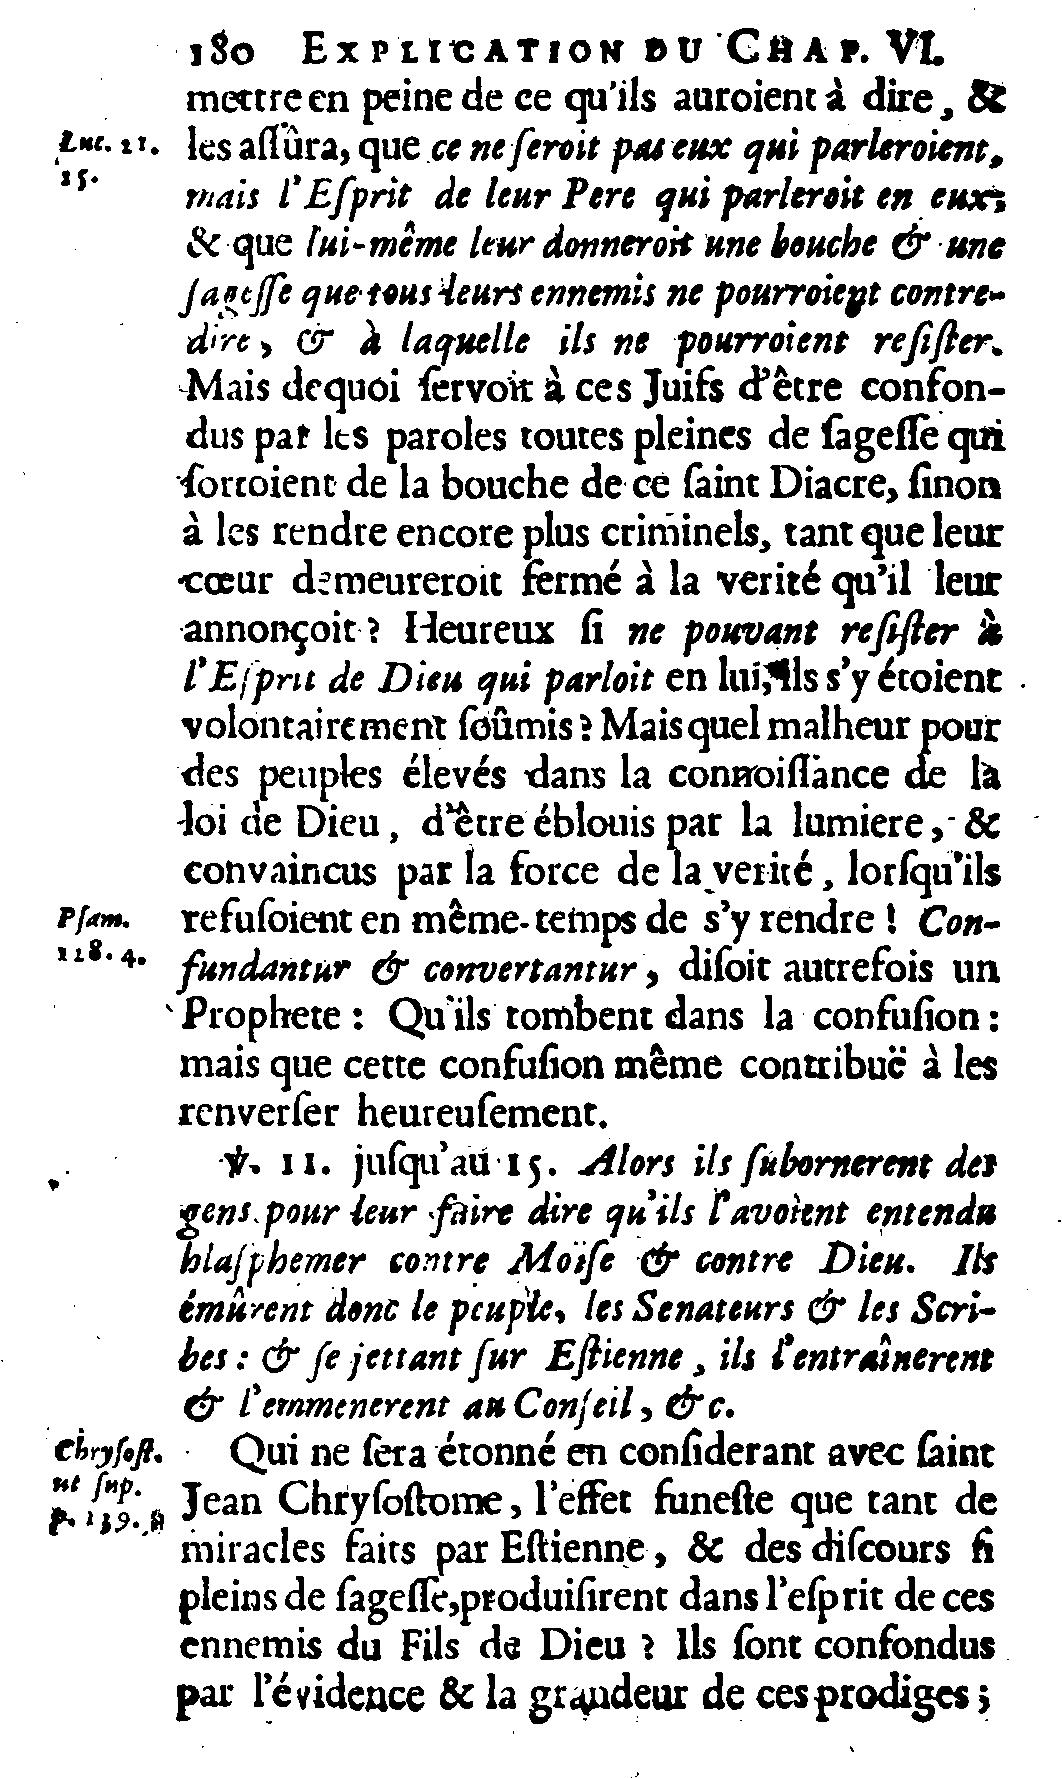 180 EXPLICATION DU CHAP. VI.
mettre en peine de ce qu'ils auroient à dire, &
Luc. 21. les aſſûra, que ce ne ſeroit pas eux qui parleroient,
15. mais l'Eſprit de leur Pere qui parleroit en eux;
& que lui-même leur donneroit une bouche & une
ſageſſe que tous leurs ennemis ne pourroient contre-
dire, & à laquelle ils ne pourroient reſiſter.
Mais dequoi ſervoit à ces Juifs d'être confon-
dus par les paroles toutes pleines de ſageſſe qui
ſortoient de la bouche de ce ſaint Diacre, ſinon
à les rendre encore plus criminels, tant que leur
cœur demeureroit fermé à la verité qu'il leur
annonçoit? Heureux ſi ne pouvant reſiſter à
l'Eſprit de Dieu qui parloit en lui, ils s'y étoient
volontairement ſoûmis? Mais quel malheur pour
des peuples élevés dans la connoiſſance de la
loi de Dieu, d'être éblouis par la lumiere, &
convaincus par la force de la verité, lorſqu'ils
Pſam. refuſoient en même-temps de s'y rendre! Con-
128. 4. fundantur & convertantur, diſoit autrefois un
Prophete: Qu'ils tombent dans la confuſion:
mais que cette confuſion même contribuë à les
renverſer heureuſement.
℣. 11. juſqu'au 15. Alors ils ſubornerent des
gens pour leur faire dire qu'ils l'avoient entendu
blaſphemer contre Moïſe & contre Dieu. Ils
émûrent donc le peuple, les Senateurs & les Scri-
bes: & ſe jettant ſur Eſtienne, ils l'entraînerent
& l'emmenerent au Conſeil, &c.
Chryſoſt. Qui ne ſera étonné en conſiderant avec ſaint
ut ſup. Jean Chryſoſtome, l'effet funeſte que tant de
p. 139. miracles faits par Eſtienne, & des diſcours ſi
pleins de ſageſſe, produiſirent dans l'eſprit de ces
ennemis du Fils de Dieu? Ils ſont confondus
par l'évidence & la grandeur de ces prodiges;